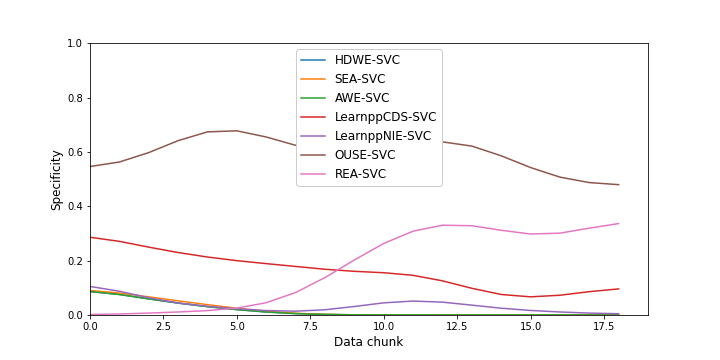 1.0
0.8
0.6
0.4
0.2
0.0
Specificity
HDWE-SVC
SEA-SVC
AWE-SVC
LearnppCDS-SVC
LearnppNIE-SVC
OUSE-SVC
REA-SVC
0.0 2.5 5.0 7.5 10.0 12.5 15.0 17.5
Data chunk